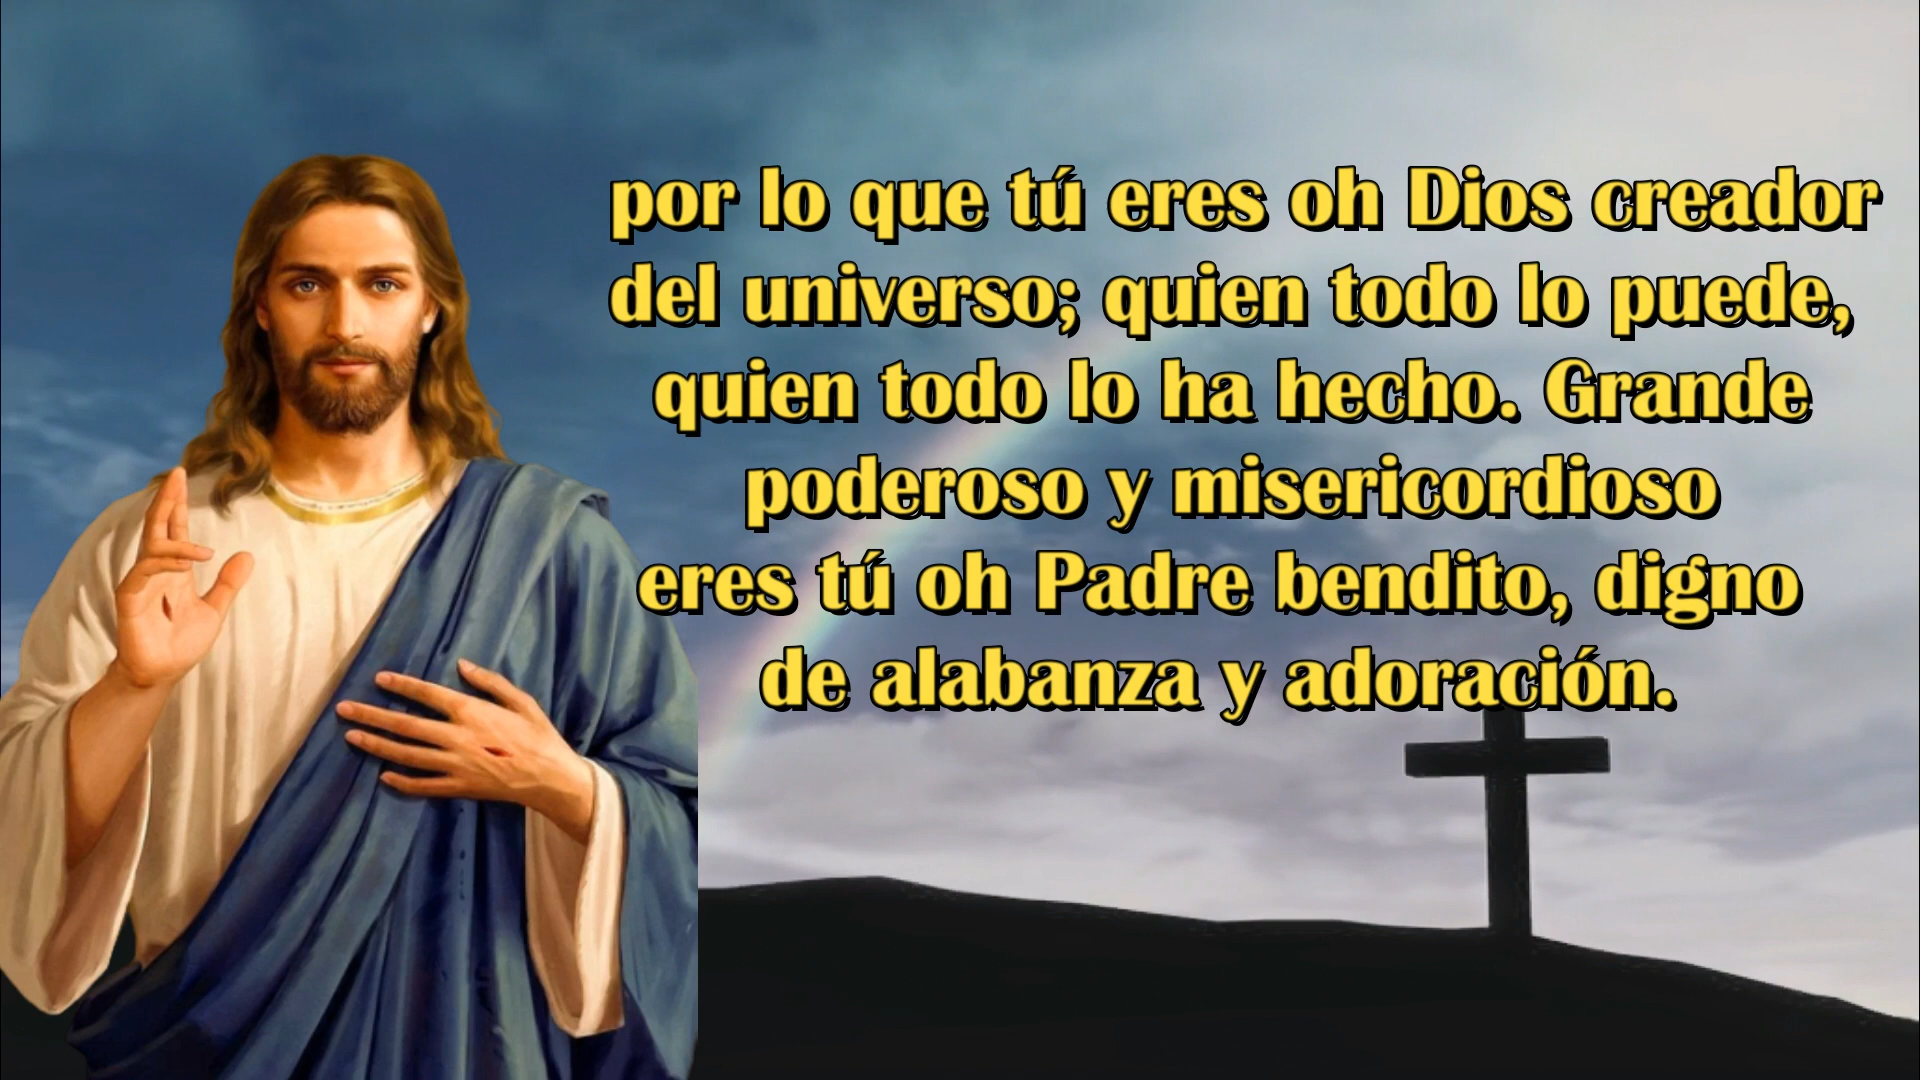 por lo que tú eres oh Dios creador
del universo; quien todo lo puede,
quien todo lo ha hecho. Grande
poderoso y misericordioso
eres tú oh Padre bendito, digno
de alabanza y adoración.